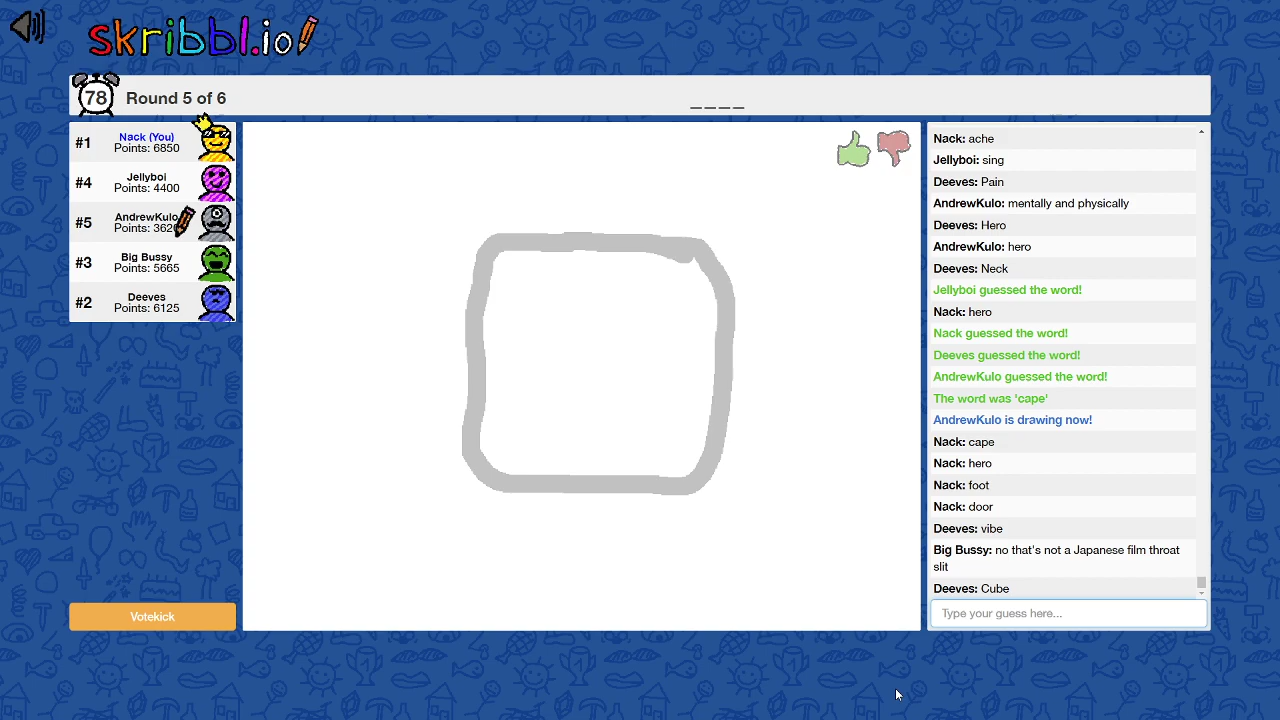 skribbl.io
78
Round 5 of 6
_ _ _ _
#1
Nack (You)
Points: 6850
#4
Jellyboi
Points: 4400
#5
AndrewKulo
Points: 362
#3
Big Bussy
Points: 5665
#2
Deeves
Points: 6125
Votekick
Nack: ache
Jellyboi: sing
Deeves: Pain
AndrewKulo: mentally and physically
Deeves: Hero
AndrewKulo: hero
Deeves: Neck
Jellyboi guessed the word!
Nack: hero
Nack guessed the word!
Deeves guessed the word!
AndrewKulo guessed the word!
The word was 'cape'
AndrewKulo is drawing now!
Nack: cape
Nack: hero
Nack: foot
Nack: door
Deeves: vibe
Big Bussy: no that's not a Japanese film throat
slit
Deeves: Cube
Type your guess here...